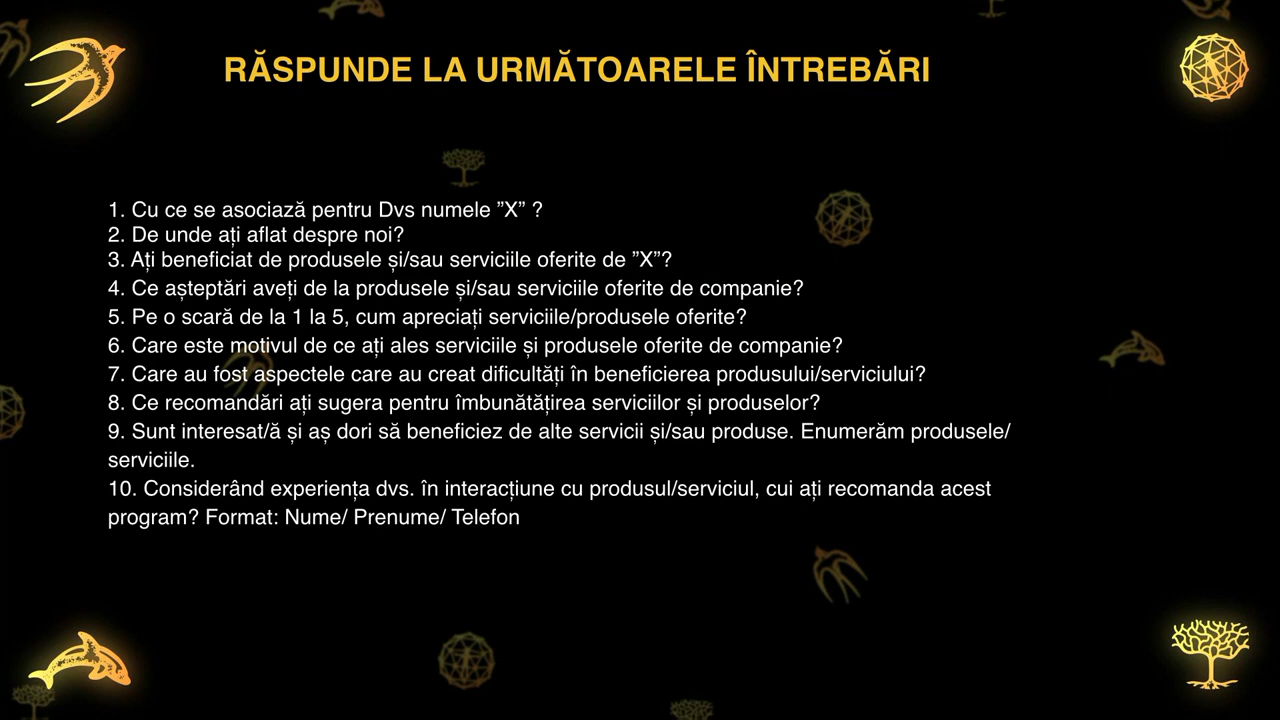 RĂSPUNDE LA URMĂTOARELE ÎNTREBĂRI
1. Cu ce se asociază pentru Dvs numele ”X” ?
2. De unde ați aflat despre noi?
3. Ați beneficiat de produsele și/sau serviciile oferite de ”X”?
4. Ce așteptări aveți de la produsele și/sau serviciile oferite de companie?
5. Pe o scară de la 1 la 5, cum apreciați serviciile/produsele oferite?
6. Care este motivul de ce ați ales serviciile și produsele oferite de companie?
7. Care au fost aspectele care au creat dificultăți în beneficierea produsului/serviciului?
8. Ce recomandări ați sugera pentru îmbunătățirea serviciilor și produselor?
9. Sunt interesat/ă și aș dori să beneficiez de alte servicii și/sau produse. Enumerăm produsele/
serviciile.
10. Considerând experiența dvs. în interacțiune cu produsul/serviciul, cui ați recomanda acest
program? Format: Nume/ Prenume/ Telefon